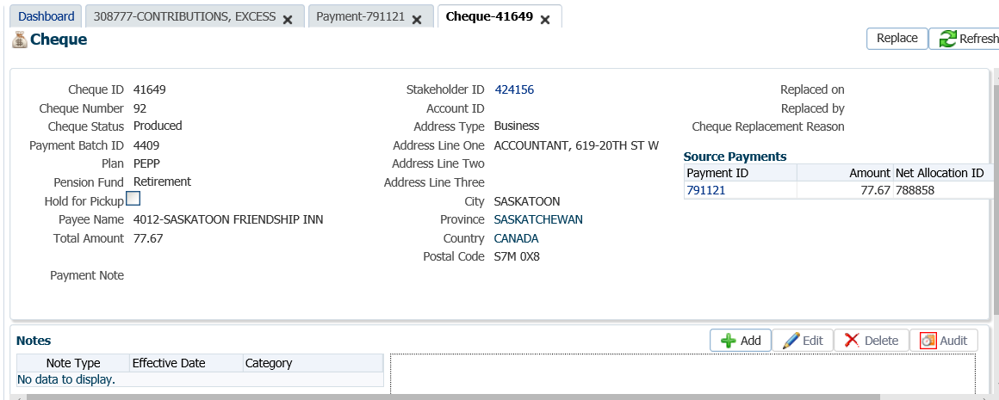 Dashboard 308777-CONTRIBUTIONS, EXCESS Payment-791121 Cheque-41649
Cheque Replace Refresh
Cheque ID 41649
Cheque Number 92
Cheque Status Produced
Payment Batch ID 4409
Plan PEPP
Pension Fund Retirement
Hold for Pickup
Payee Name 4012-SASKATOON FRIENDSHIP INN
Total Amount 77.67
Payment Note
Stakeholder ID 424156
Account ID
Address Type Business
Address Line One ACCOUNTANT, 619-20TH ST W
Address Line Two
Address Line Three
City SASKATOON
Province SASKATCHEWAN
Country CANADA
Postal Code S7M 0X8
Replaced on
Replaced by
Cheque Replacement Reason
Source Payments
Payment ID Amount Net Allocation ID
791121 77.67 788858
Notes Add Edit Delete Audit
Note Type Effective Date Category
No data to display.